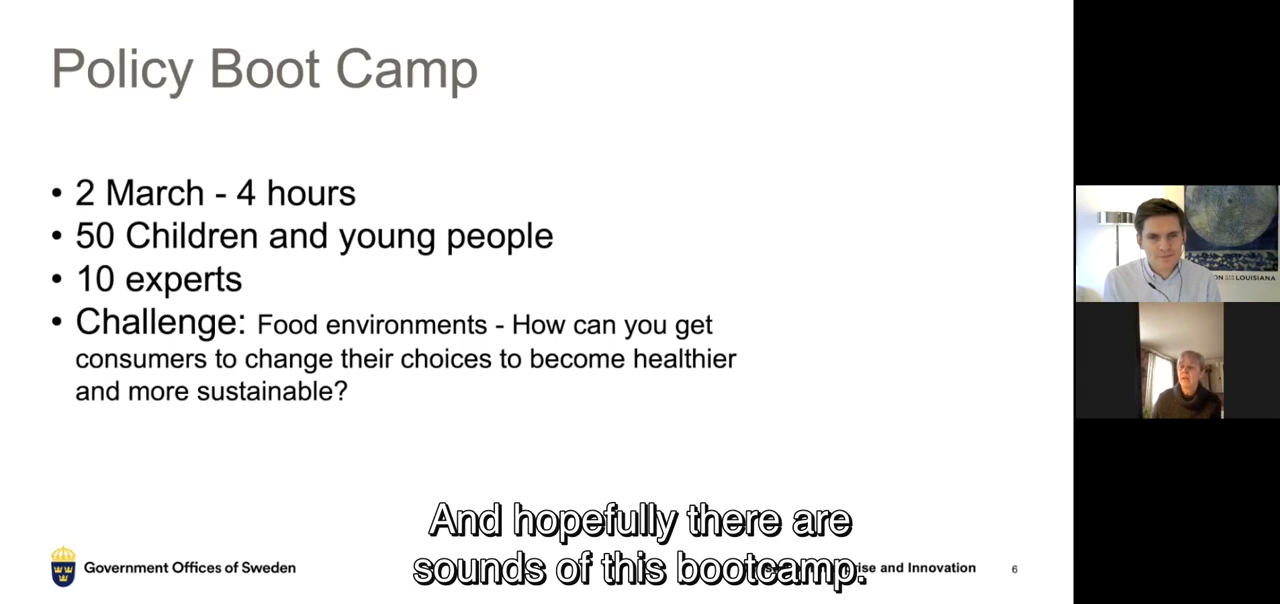 Policy Boot Camp
• 2 March - 4 hours
• 50 Children and young people
• 10 experts
• Challenge: Food environments - How can you get
consumers to change their choices to become healthier
and more sustainable?
ON LOUISIANA
And hopefully there are
sounds of this bootcamp.
Government Offices of Sweden
and Innovation
6